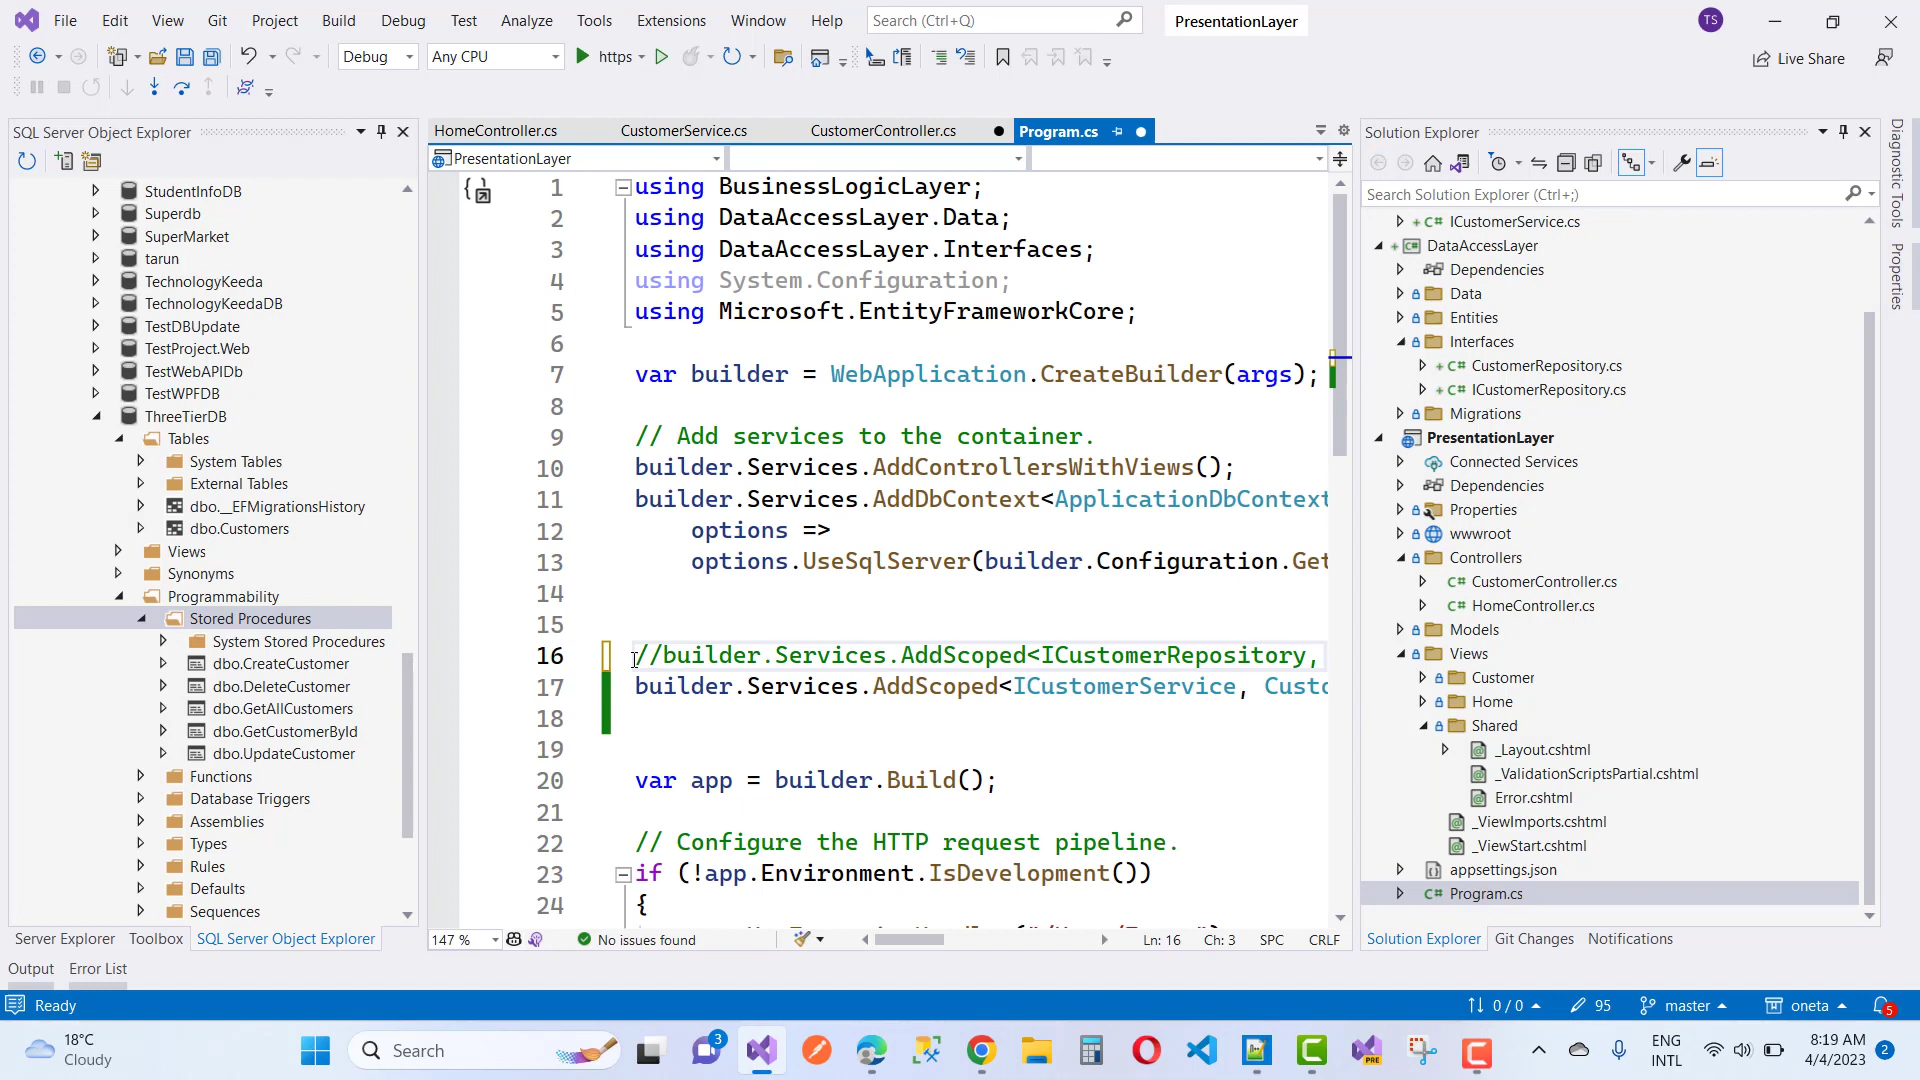 File Edit View Git Project Build Debug Test Analyze Tools Extensions Window Help Search (Ctrl+Q) PresentationLayer TS
Debug Any CPU https Live Share
SQL Server Object Explorer
StudentInfoDB
Superdb
SuperMarket
tarun
TechnologyKeeda
TechnologyKeedaDB
TestDBUpdate
TestProject.Web
TestWebAPIDb
TestWPFDB
ThreeTierDB
Tables
System Tables
External Tables
dbo.__EFMigrationsHistory
dbo.Customers
Views
Synonyms
Programmability
Stored Procedures
System Stored Procedures
dbo.CreateCustomer
dbo.DeleteCustomer
dbo.GetAllCustomers
dbo.GetCustomerById
dbo.UpdateCustomer
Functions
Database Triggers
Assemblies
Types
Rules
Defaults
Sequences
Server Explorer Toolbox SQL Server Object Explorer
HomeController.cs CustomerService.cs CustomerController.cs Program.cs
PresentationLayer
1 using BusinessLogicLayer;
2 using DataAccessLayer.Data;
3 using DataAccessLayer.Interfaces;
4 using System.Configuration;
5 using Microsoft.EntityFrameworkCore;
6
7 var builder = WebApplication.CreateBuilder(args);
8
9 // Add services to the container.
10 builder.Services.AddControllersWithViews();
11 builder.Services.AddDbContext<ApplicationDbContext
12 options =>
13 options.UseSqlServer(builder.Configuration.Get
14
15
16 //builder.Services.AddScoped<ICustomerRepository,
17 builder.Services.AddScoped<ICustomerService, Custo
18
19
20 var app = builder.Build();
21
22 // Configure the HTTP request pipeline.
23 if (!app.Environment.IsDevelopment())
24 {
147 % No issues found Ln: 16 Ch: 3 SPC CRLF
Solution Explorer
Search Solution Explorer (Ctrl+;)
ICustomerService.cs
DataAccessLayer
Dependencies
Data
Entities
Interfaces
CustomerRepository.cs
ICustomerRepository.cs
Migrations
PresentationLayer
Connected Services
Dependencies
Properties
wwwroot
Controllers
CustomerController.cs
HomeController.cs
Models
Views
Customer
Home
Shared
_Layout.cshtml
_ValidationScriptsPartial.cshtml
Error.cshtml
_ViewImports.cshtml
_ViewStart.cshtml
appsettings.json
Program.cs
Solution Explorer Git Changes Notifications
Diagnostic Tools
Properties
Output Error List
Ready 0 / 0 95 master oneta 5
18°C
Cloudy
Search
3
PRE
ENG
INTL
8:19 AM
4/4/2023
2